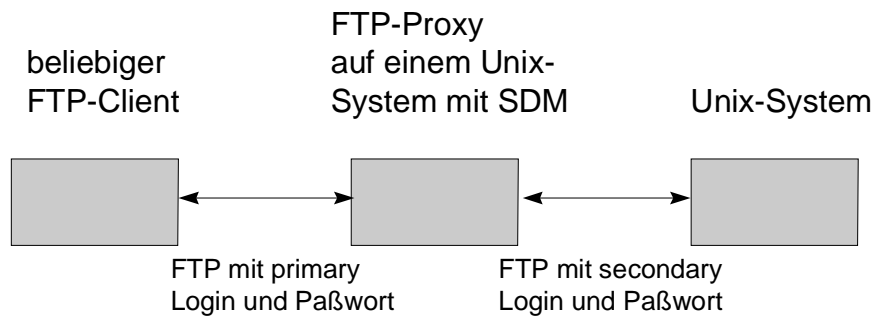 beliebiger
FTP-Client
FTP-Proxy
auf einem Unix-
System mit SDM
Unix-System
FTP mit primary
Login und Paßwort
FTP mit secondary
Login und Paßwort